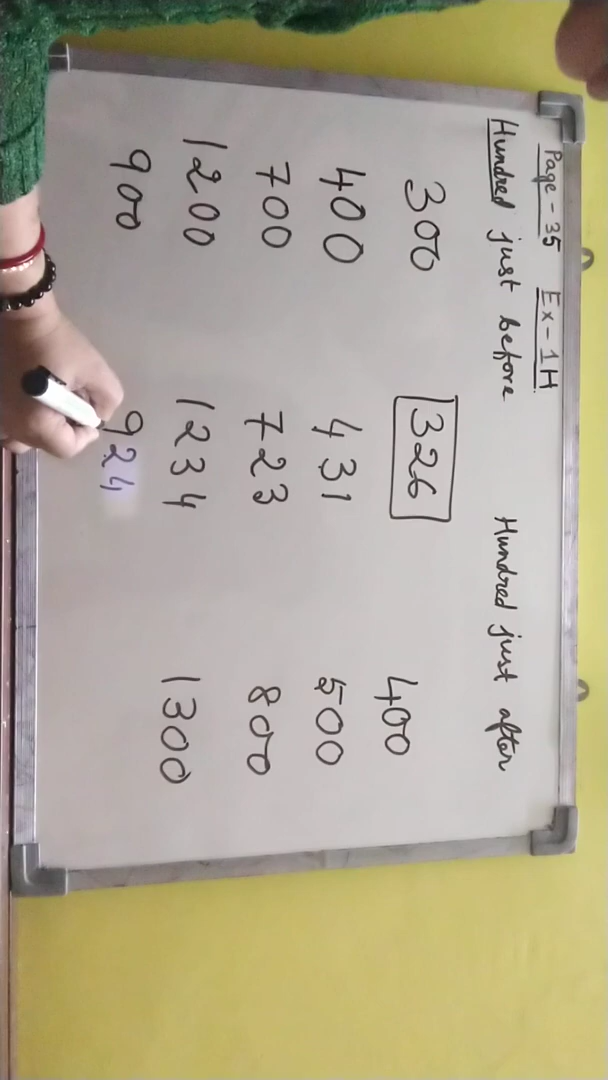 Page - 35 Ex - 1H
Hundred just before Hundred just after
300 326 400
400 431 500
700 723 800
1200 1234 1300
900 924